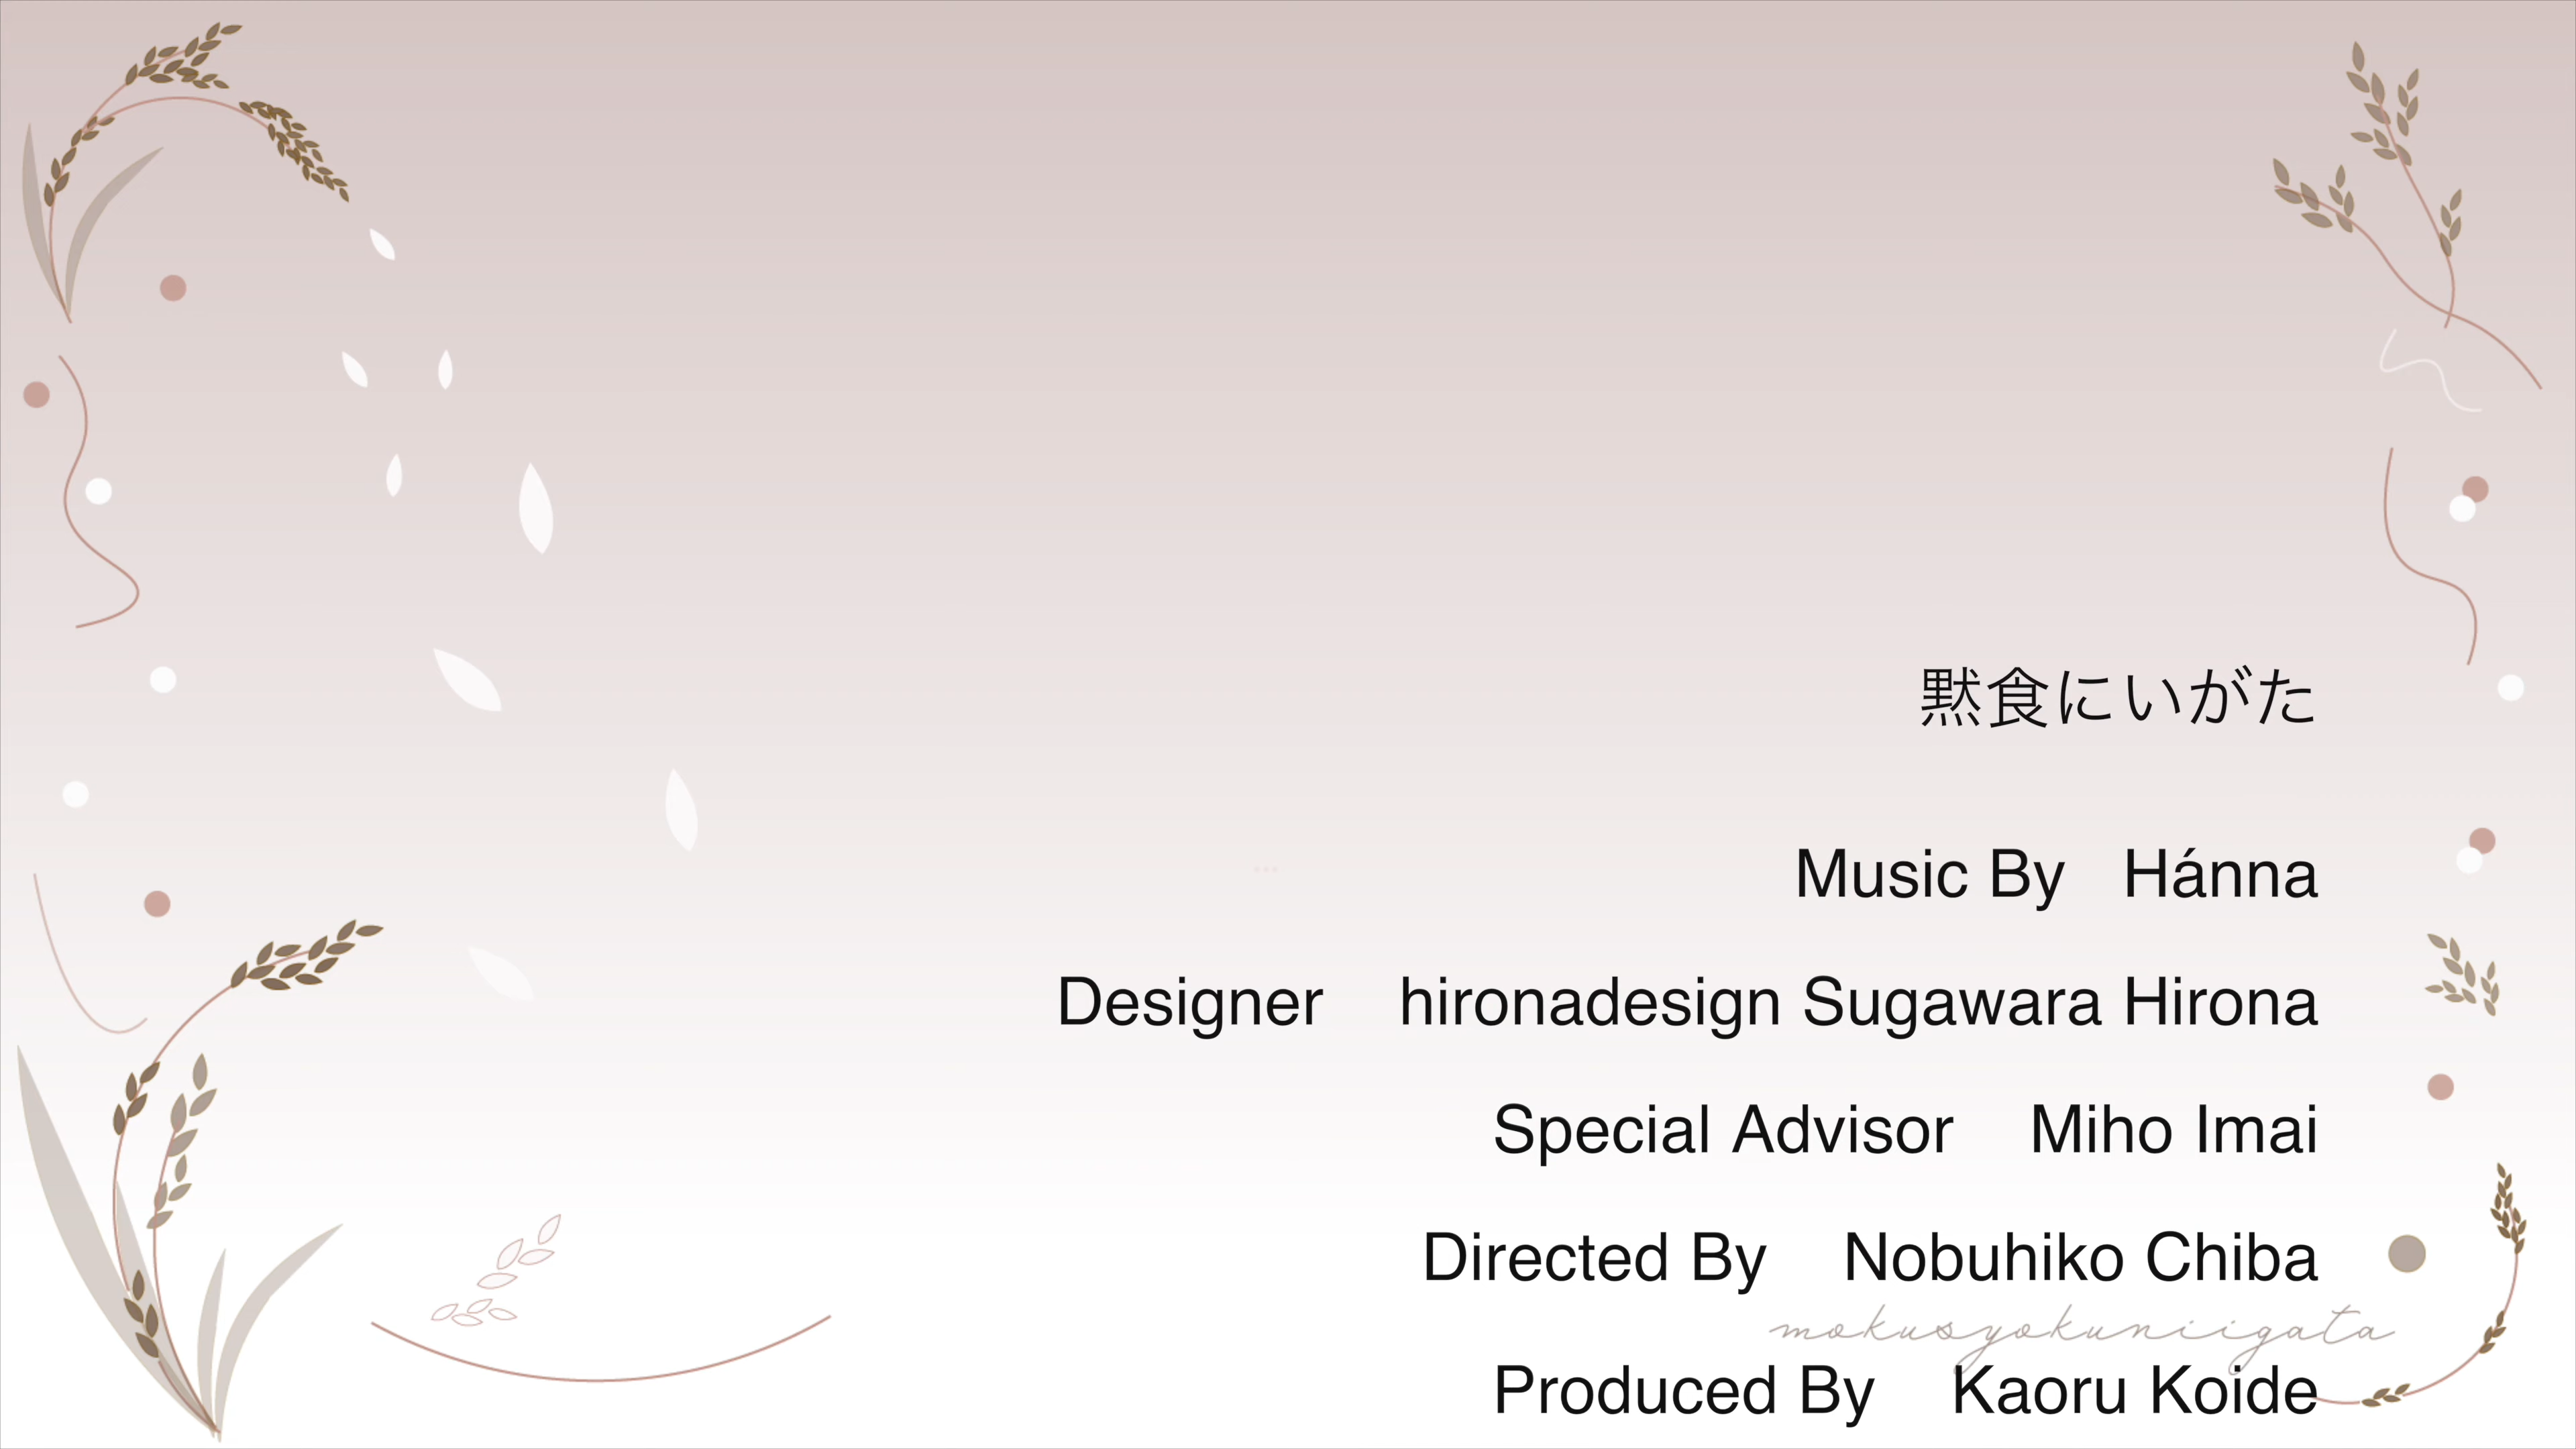 黙食にいがた
Music By Hánna
Designer hironadesign Sugawara Hirona
Special Advisor Miho Imai
Directed By Nobuhiko Chiba
mokusyokuniigata
Produced By Kaoru Koide